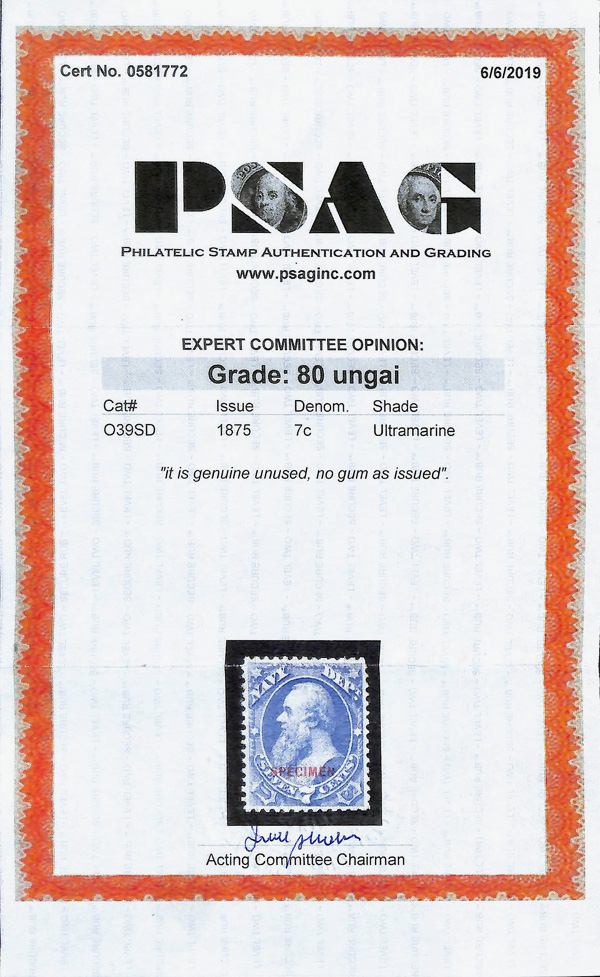 Cert No. 0581772
6/6/2019
PSAG
PHILATELIC STAMP AUTHENTICATION AND GRADING
www.psaginc.com
EXPERT COMMITTEE OPINION:
Grade: 80 ungai
Cat# Issue Denom. Shade
O39SD 1875 7c Ultramarine
"it is genuine unused, no gum as issued".
NAVY DEPT.
SPECIMEN
SEVEN 7 CENTS
Acting Committee Chairman